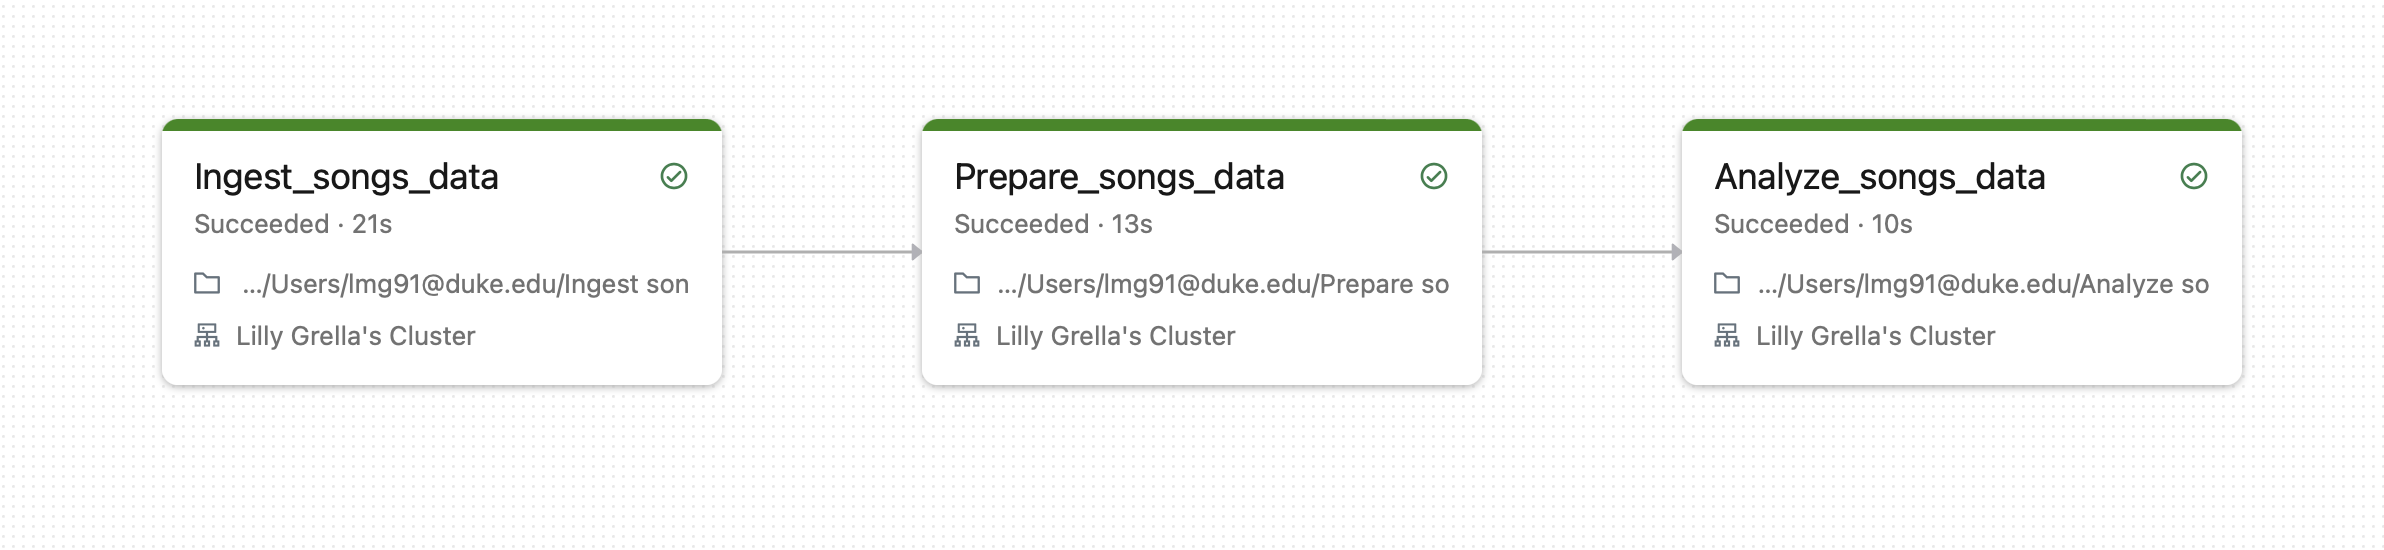 Ingest_songs_data
Succeeded · 21s
.../Users/lmg91@duke.edu/Ingest son
Lilly Grella's Cluster
Prepare_songs_data
Succeeded · 13s
.../Users/lmg91@duke.edu/Prepare so
Lilly Grella's Cluster
Analyze_songs_data
Succeeded · 10s
.../Users/lmg91@duke.edu/Analyze so
Lilly Grella's Cluster